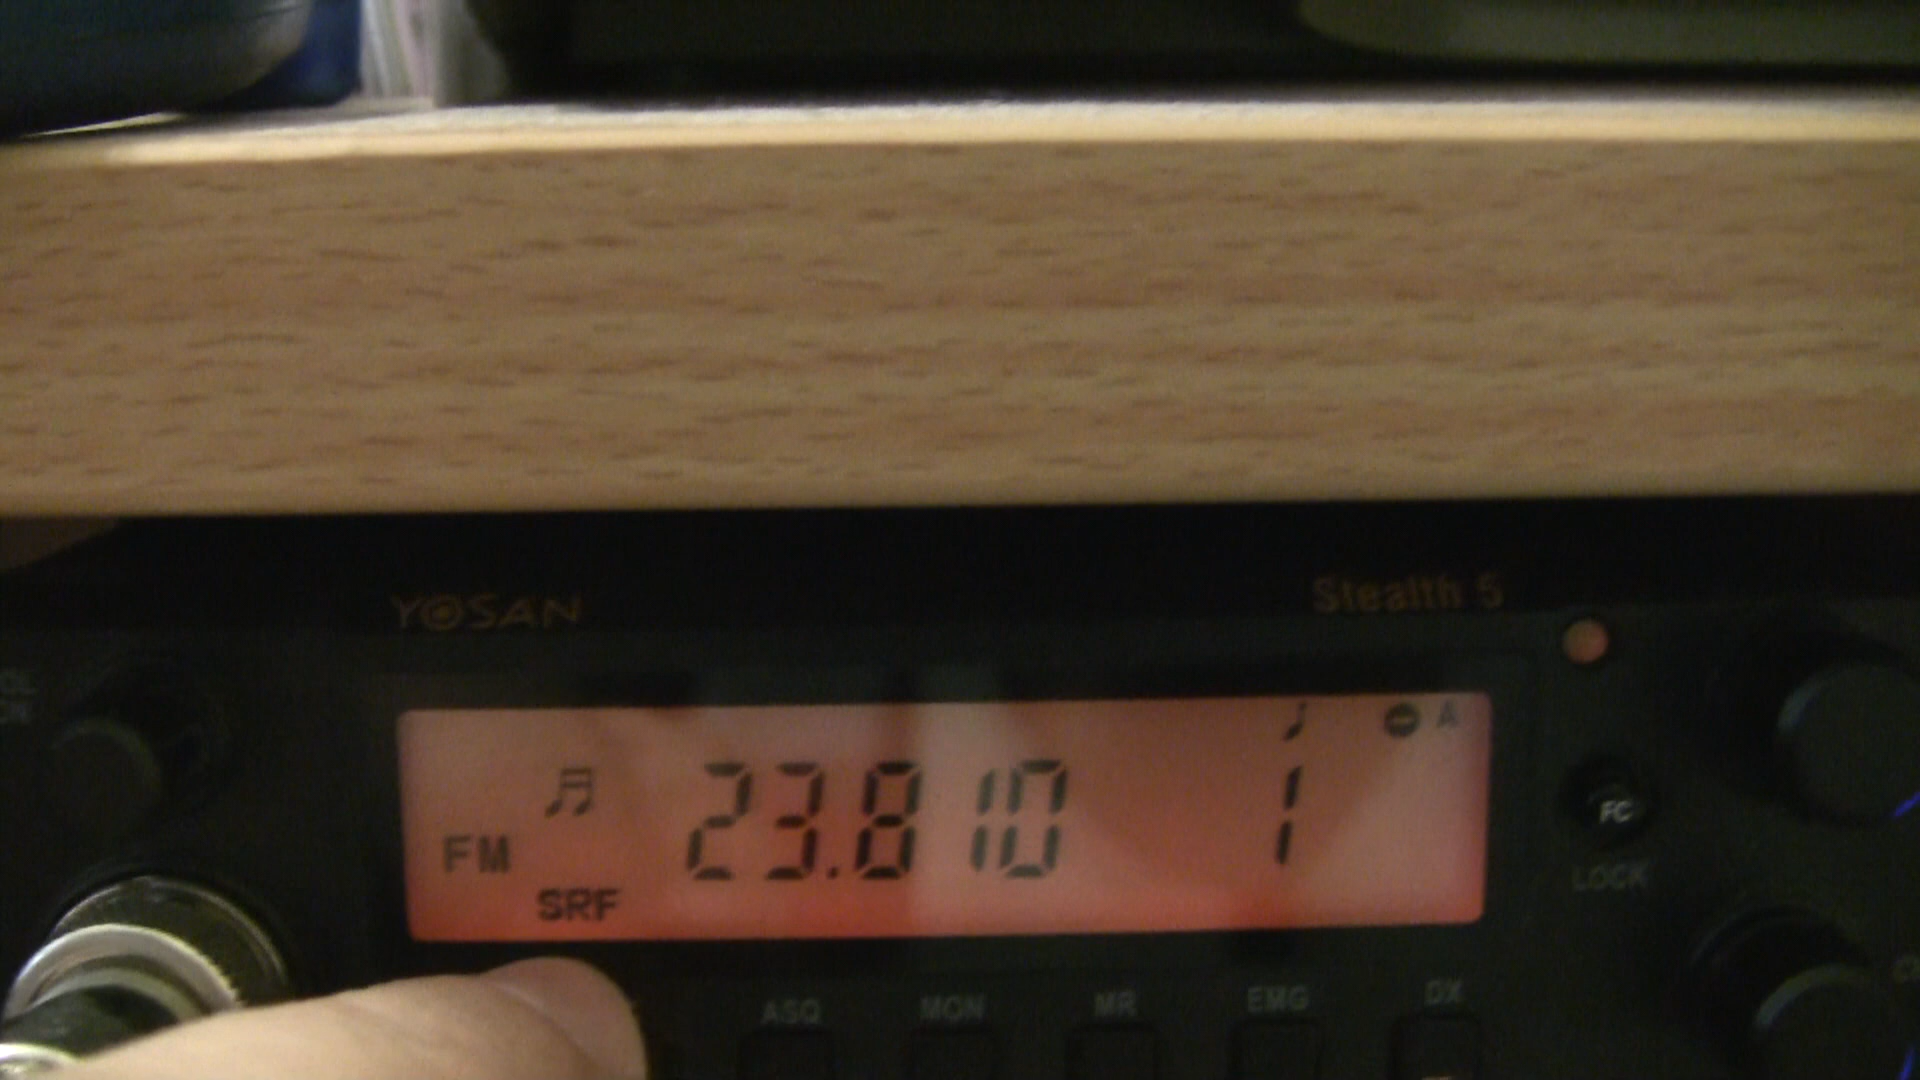 YOSAN
Stealth 5
A
23.810 1
FM
SRF
FC
LOCK
ASQ MON MR EMG DX